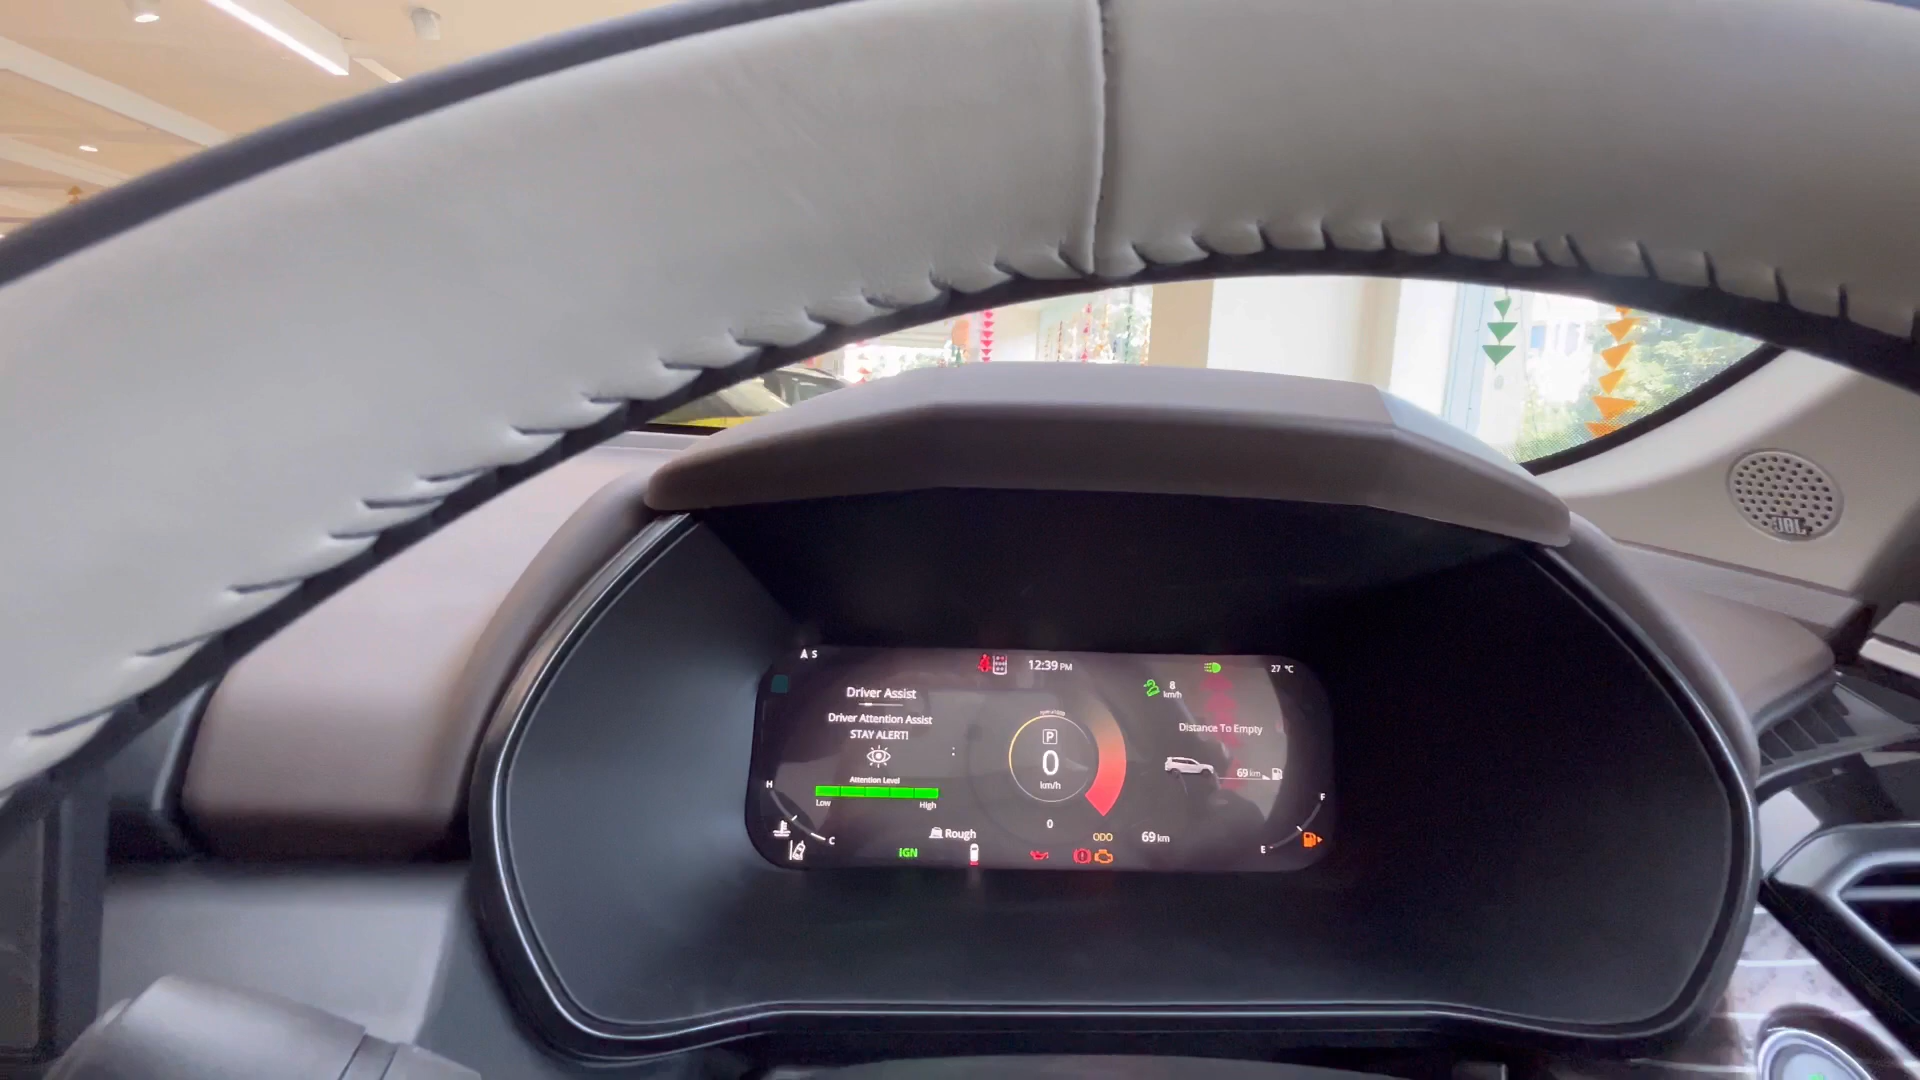 S
12:39 PM
27 °C
Driver Assist
Driver Attention Assist
STAY ALERT!
Attention Level
Low
High
H
C
Rough
IGN
P
0
km/h
0
ODO
69 km
8
km/h
Distance To Empty
69 km
F
E
JBL